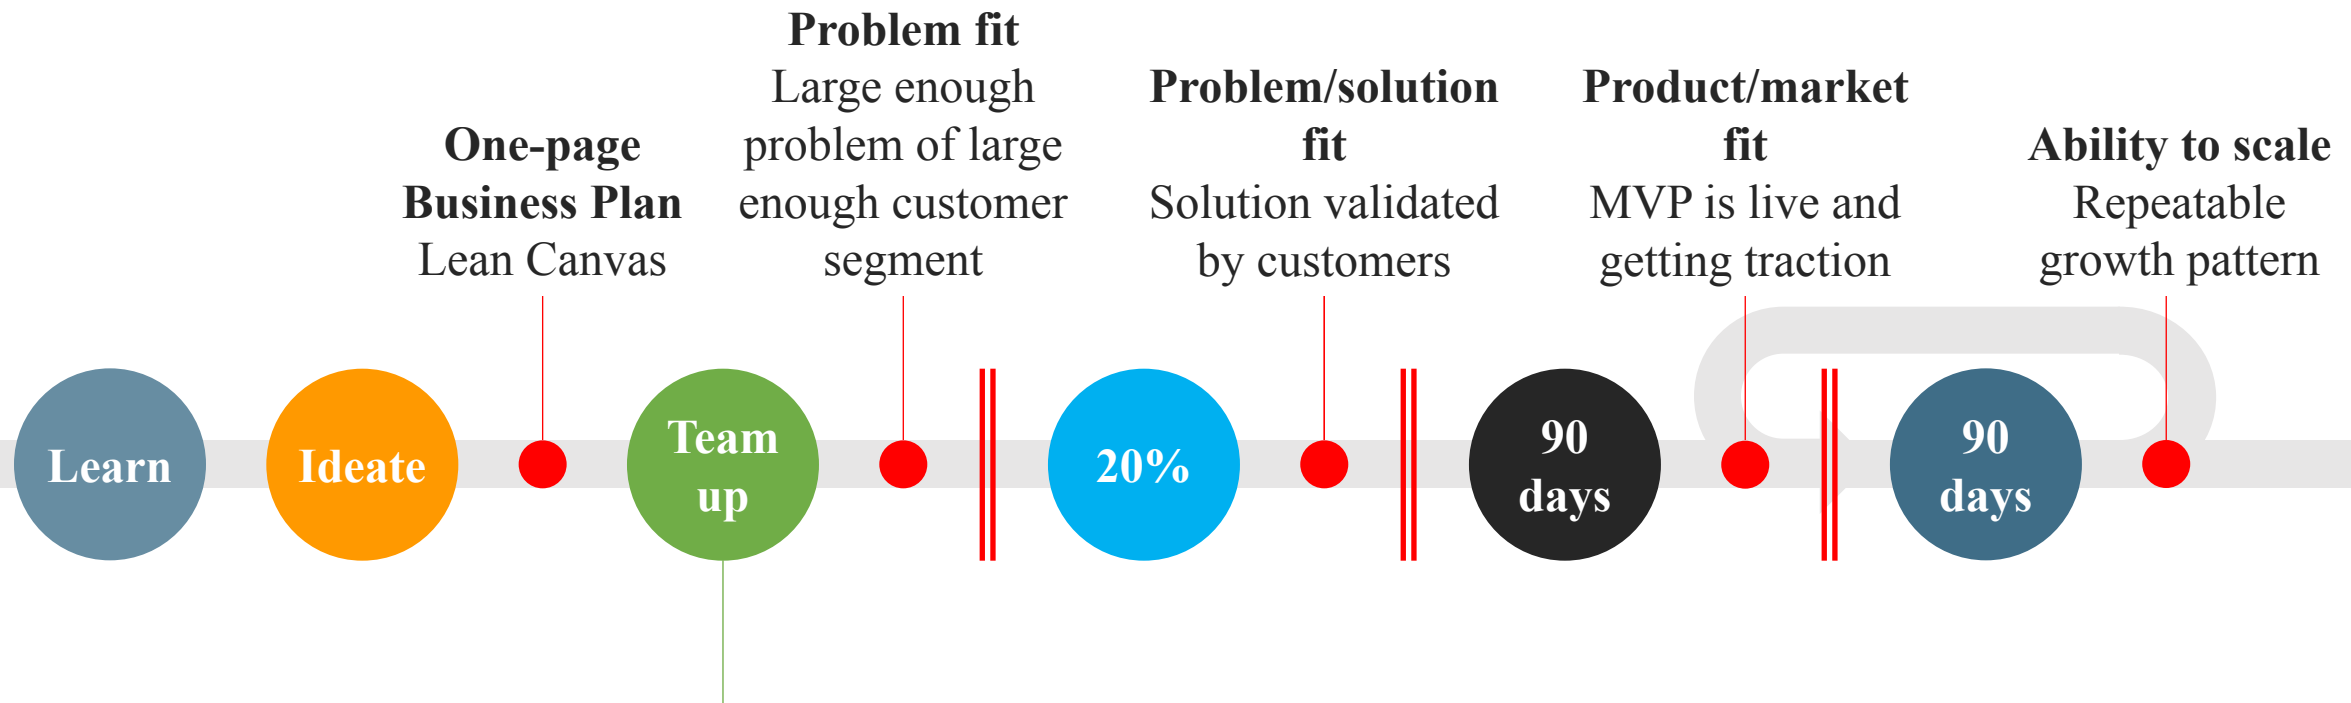 Problem fit
Large enough
problem of large
enough customer
segment
Problem/solution
fit
Solution validated
by customers
Product/market
fit
MVP is live and
getting traction
One-page
Business Plan
Lean Canvas
Ability to scale
Repeatable
growth pattern
Learn
Ideate
Team
up
20%
90
days
90
days